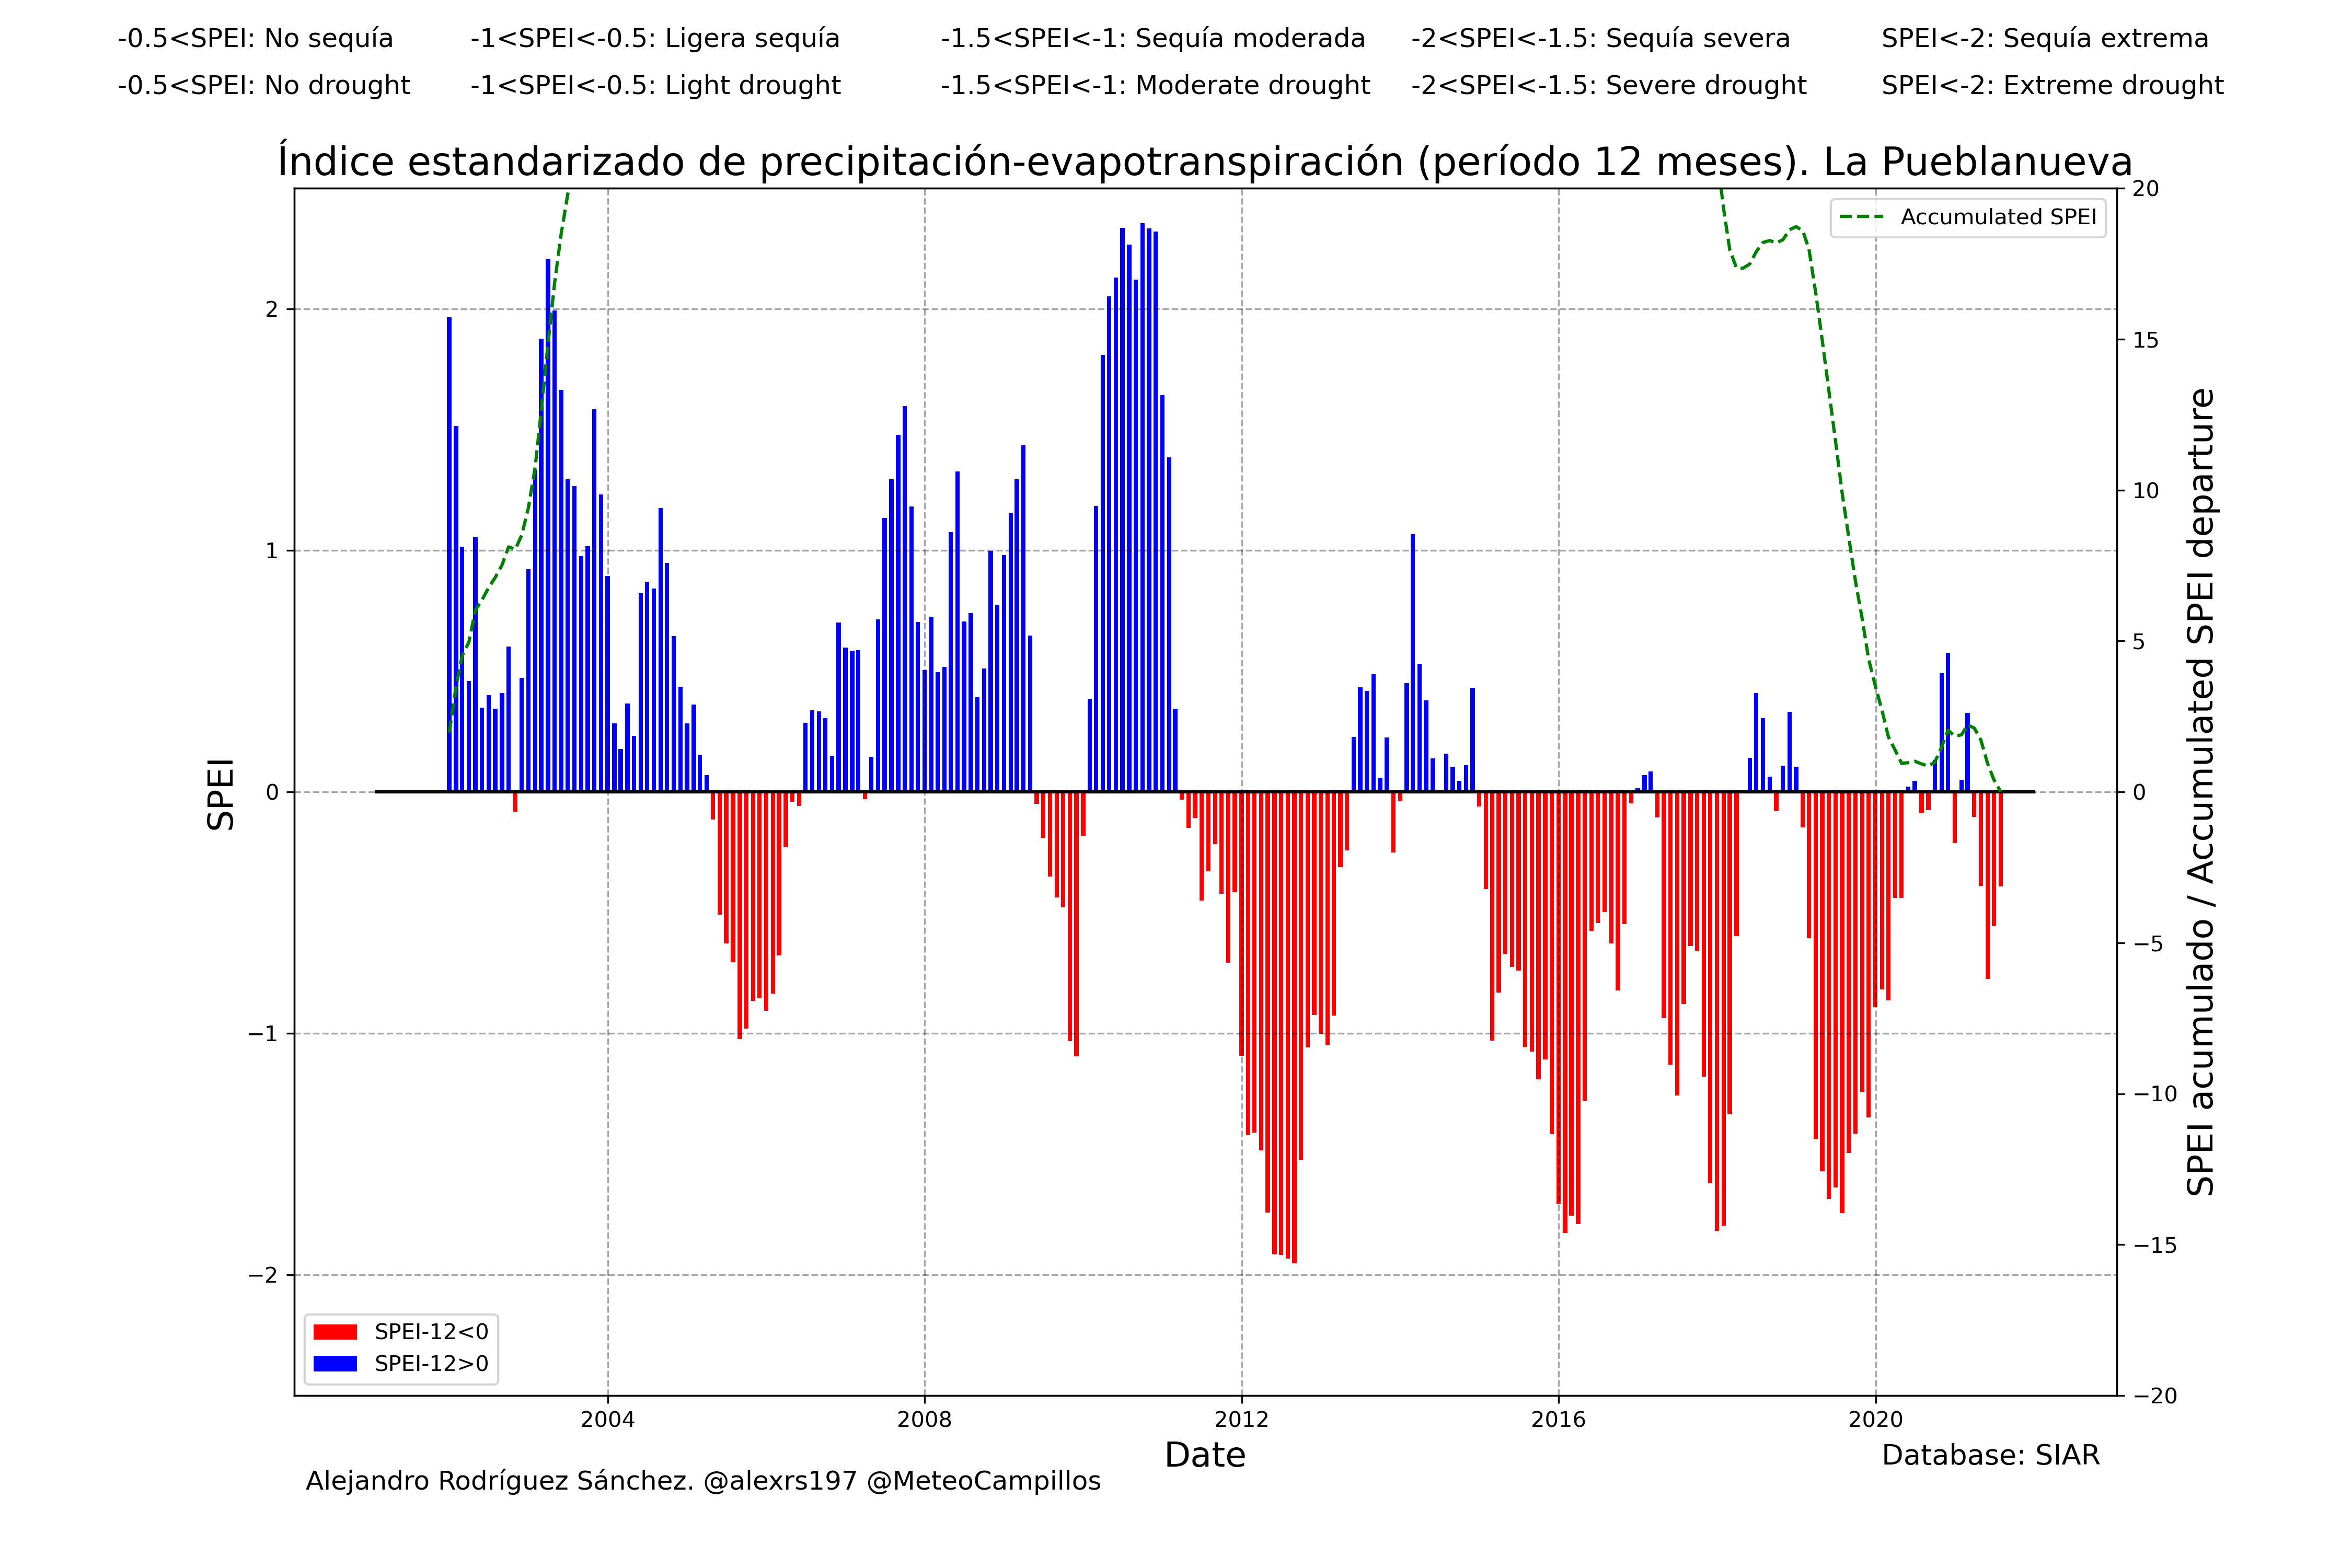 -0.5<SPEI: No sequía -1<SPEI<-0.5: Ligera sequía -1.5<SPEI<-1: Sequía moderada -2<SPEI<-1.5: Sequía severa SPEI<-2: Sequía extrema
-0.5<SPEI: No drought -1<SPEI<-0.5: Light drought -1.5<SPEI<-1: Moderate drought -2<SPEI<-1.5: Severe drought SPEI<-2: Extreme drought
Índice estandarizado de precipitación-evapotranspiración (período 12 meses). La Pueblanueva
Accumulated SPEI
2
1
0
−1
−2
SPEI
20
15
10
5
0
−5
−10
−15
−20
SPEI acumulado / Accumulated SPEI departure
SPEI-12<0
SPEI-12>0
2004 2008 2012 2016 2020
Date
Database: SIAR
Alejandro Rodríguez Sánchez. @alexrs197 @MeteoCampillos